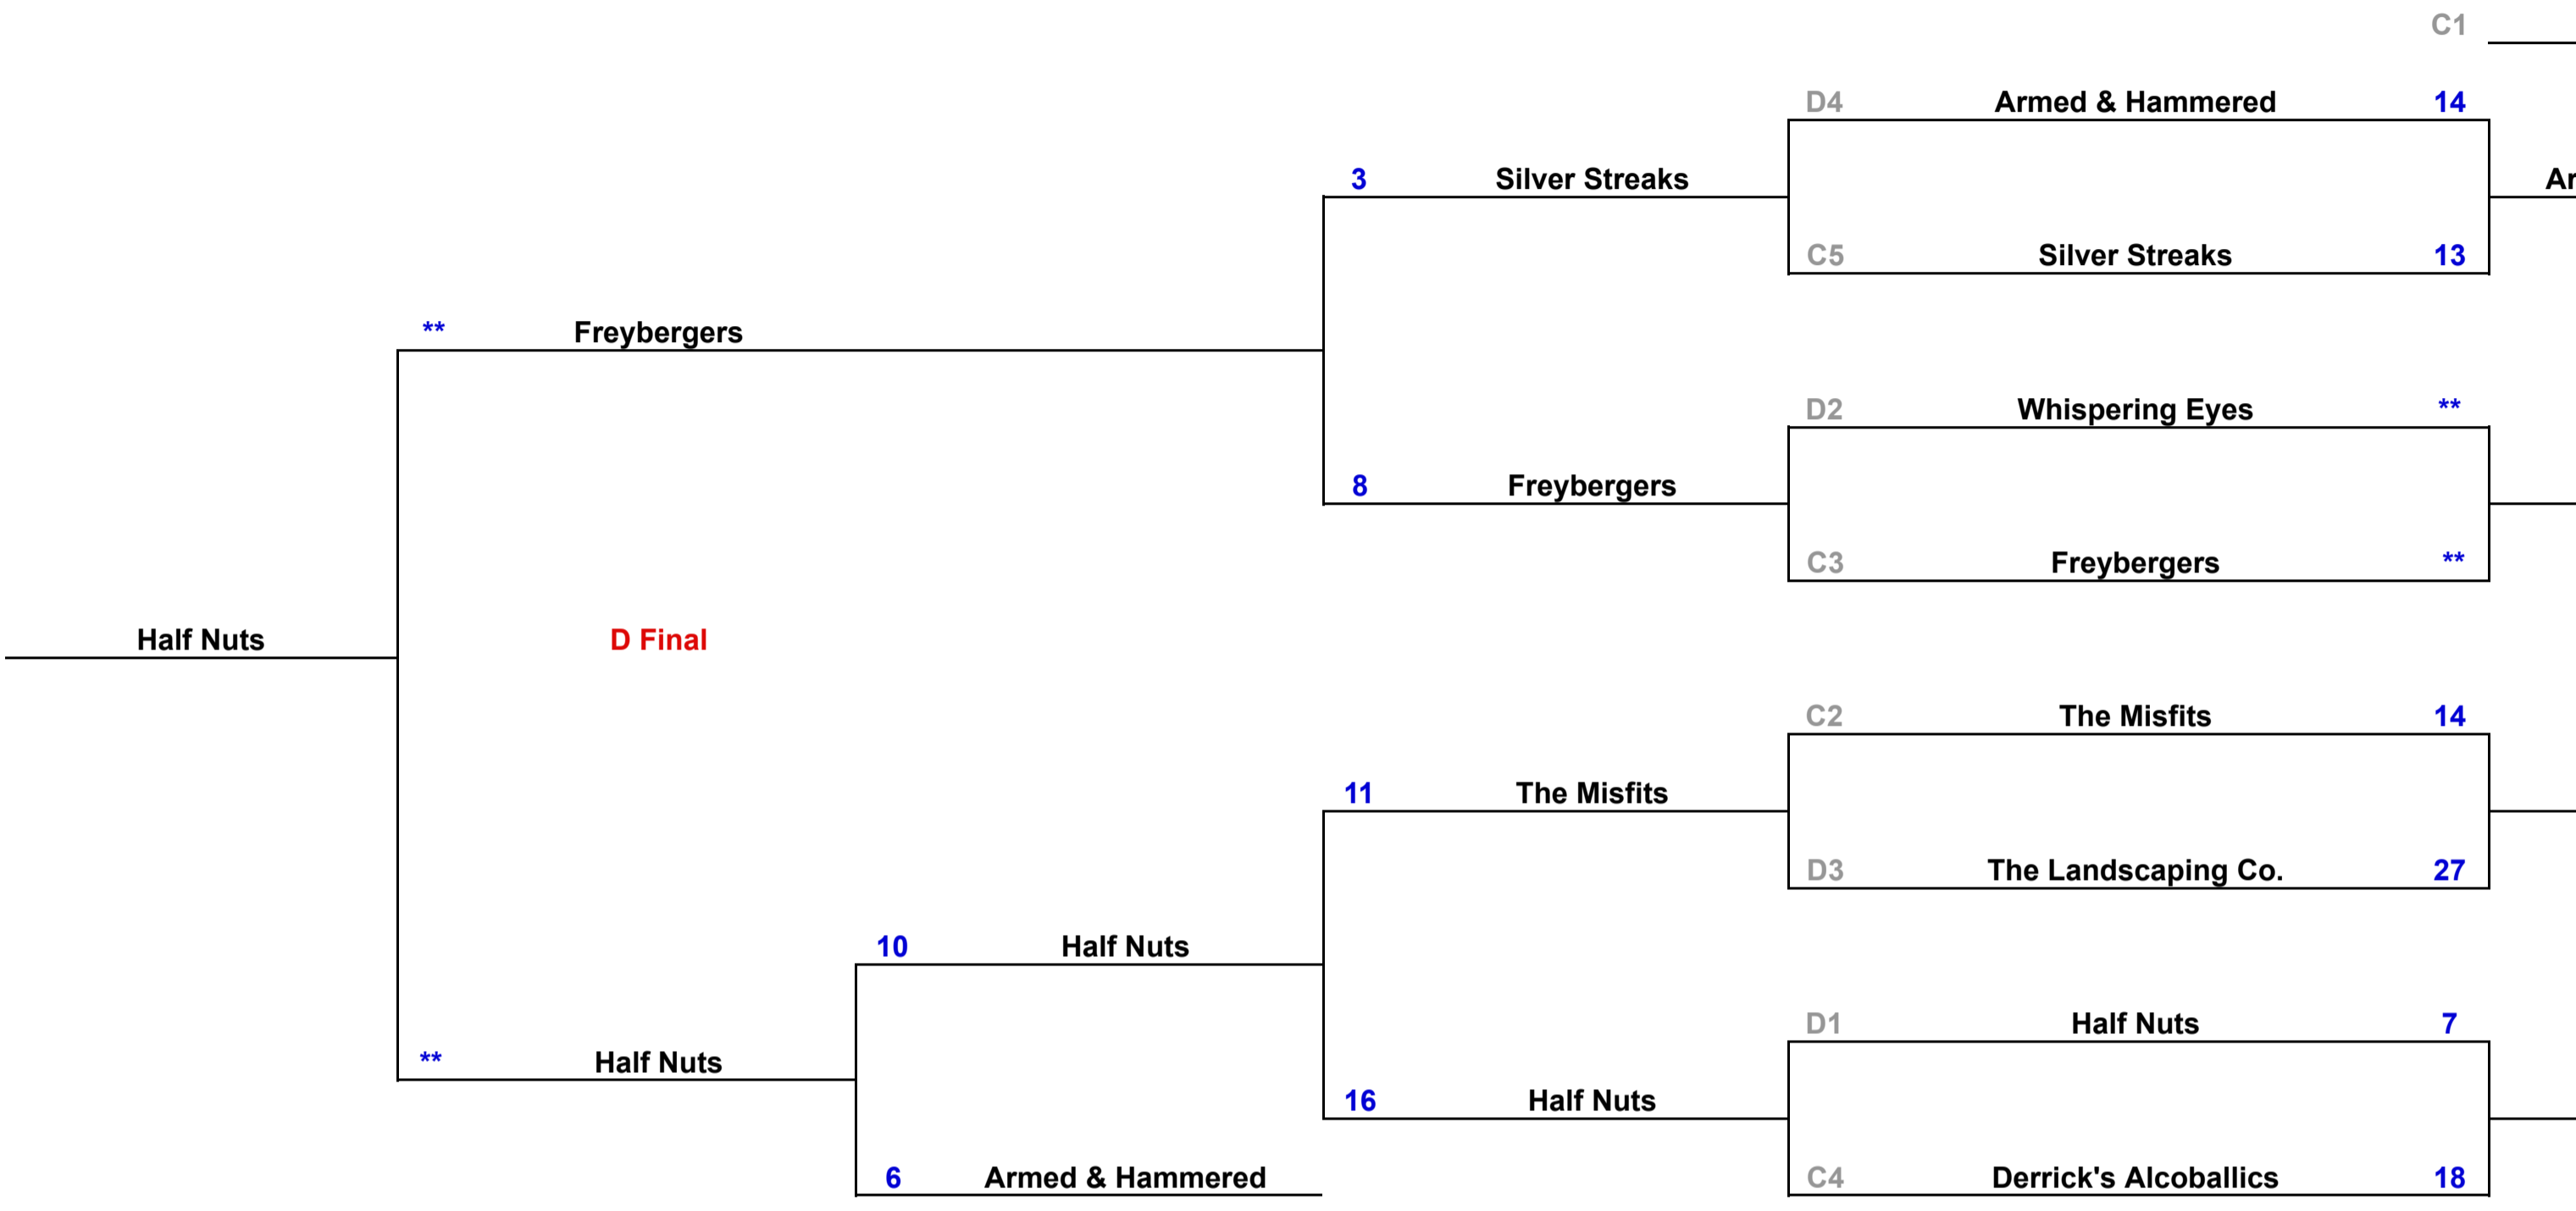 C1
D4 Armed & Hammered 14
3 Silver Streaks Ar
C5 Silver Streaks 13
** Freybergers
D2 Whispering Eyes **
8 Freybergers
C3 Freybergers **
Half Nuts D Final
C2 The Misfits 14
11 The Misfits
D3 The Landscaping Co. 27
10 Half Nuts
D1 Half Nuts 7
** Half Nuts
16 Half Nuts
6 Armed & Hammered C4 Derrick's Alcoballics 18